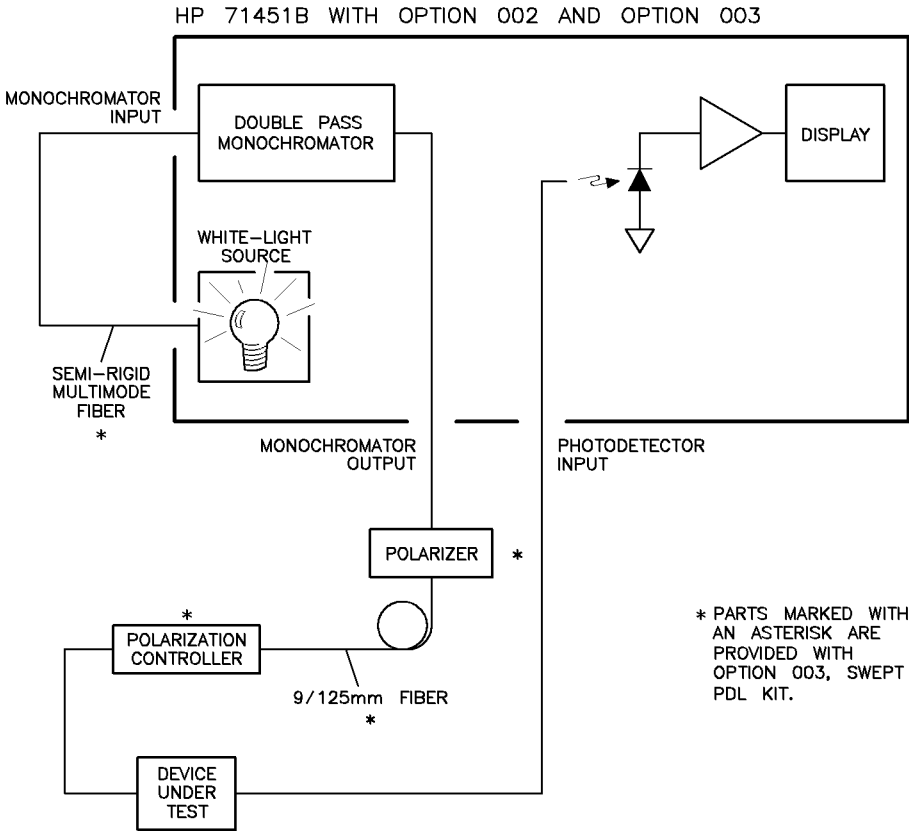 HP 71451B WITH OPTION 002 AND OPTION 003
MONOCHROMATOR
INPUT
DOUBLE PASS
MONOCHROMATOR
DISPLAY
WHITE-LIGHT
SOURCE
SEMI-RIGID
MULTIMODE
FIBER
*
MONOCHROMATOR
OUTPUT
PHOTODETECTOR
INPUT
POLARIZER *
*
POLARIZATION
CONTROLLER
9/125mm FIBER
*
* PARTS MARKED WITH
AN ASTERISK ARE
PROVIDED WITH
OPTION 003, SWEPT
PDL KIT.
DEVICE
UNDER
TEST